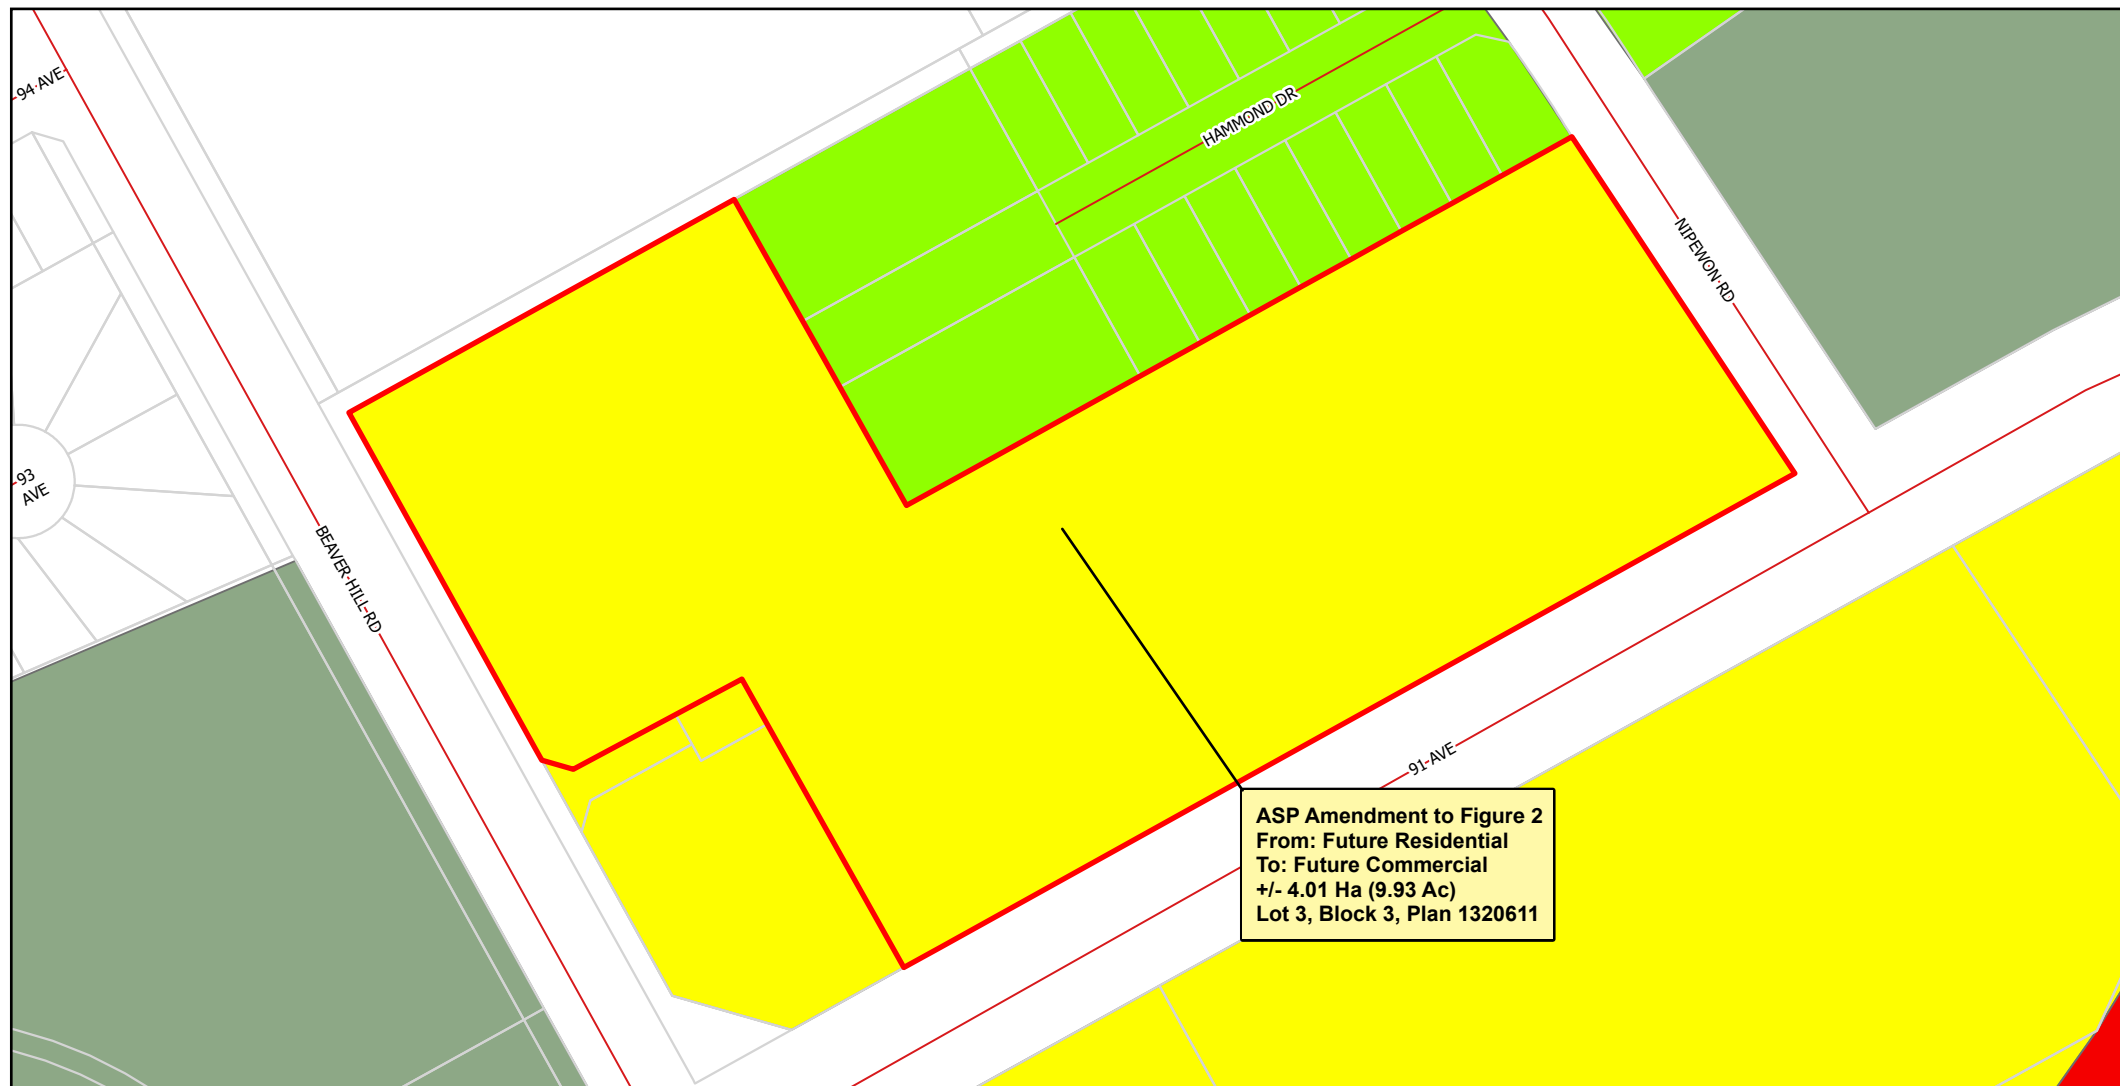 94 AVE
HAMMOND DR
NIPEWON RD
93
AVE
BEAVER HILL RD
91 AVE
ASP Amendment to Figure 2
From: Future Residential
To: Future Commercial
+/- 4.01 Ha (9.93 Ac)
Lot 3, Block 3, Plan 1320611